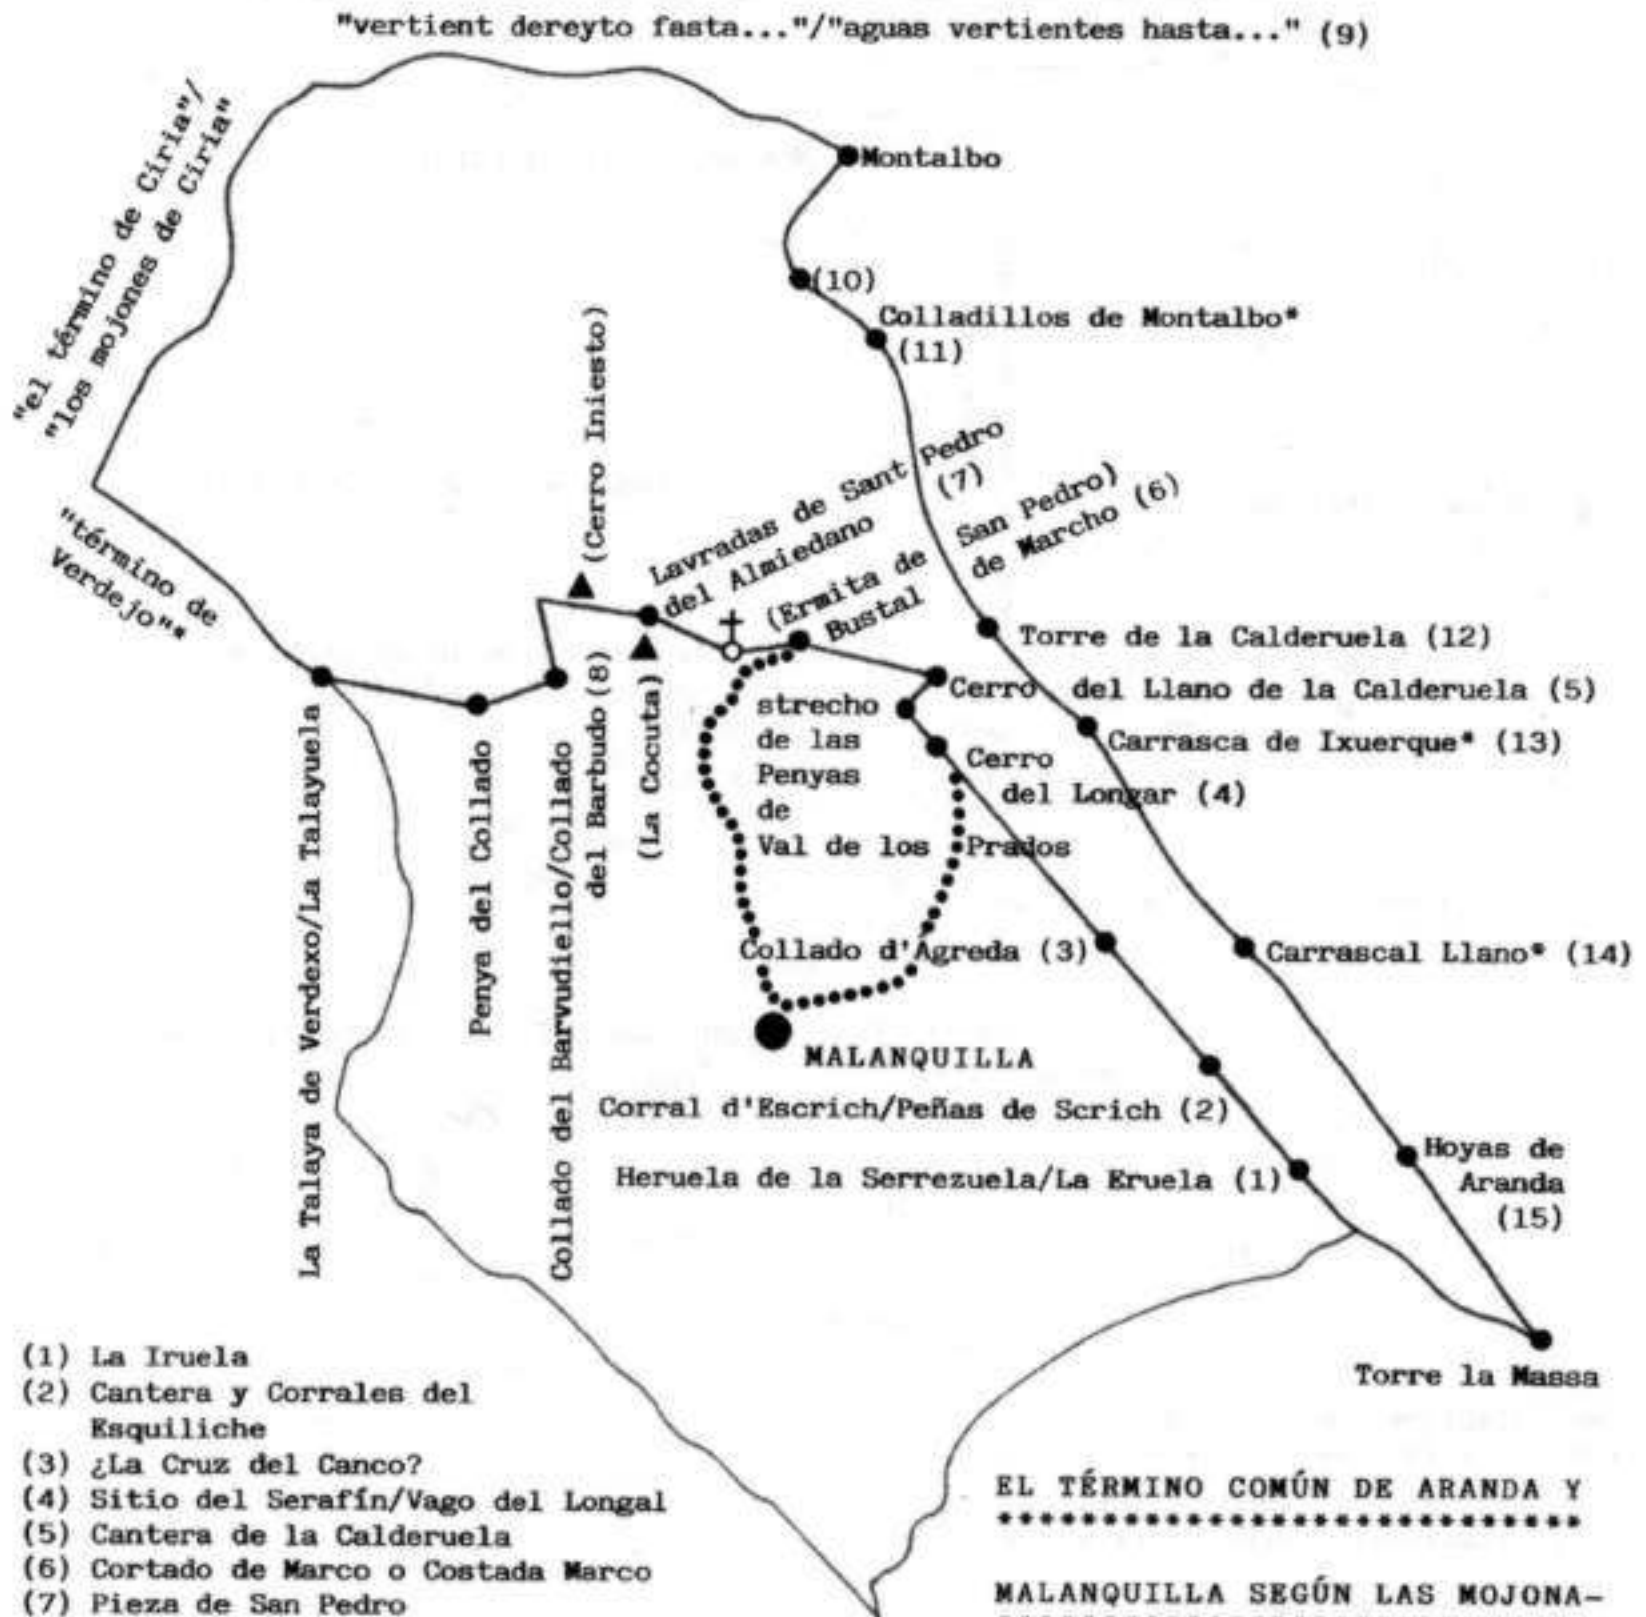 "vertient dereyto fasta..."/"aguas vertientes hasta..." (9)
"el término de Ciria"/
"los mojones de Ciria"
Montalbo
(10)
Colladillos de Montalbo*
(11)
(Cerro Iniesto)
Lavradas de Sant Pedro
del Almiedano (7)
(Ermita de San Pedro)
Bustal de Marcho (6)
"término de
Verdejo"*
Torre de la Calderuela (12)
Cerro del Llano de la Calderuela (5)
Carrasca de Ixuerque* (13)
Cerro
del Longar (4)
strecho
de las
Penyas
de
Val de los Prados
La Talaya de Verdexo/La Talayuela
Penya del Collado
Collado del Barvudiello/Collado
del Barbudo (8)
(La Cocuta)
Collado d'Agreda (3)
Carrascal Llano* (14)
MALANQUILLA
Corral d'Escrich/Peñas de Scrich (2)
Heruela de la Serrezuela/La Eruela (1)
Hoyas de
Aranda
(15)
Torre la Massa
(1) La Iruela
(2) Cantera y Corrales del
Esquiliche
(3) ¿La Cruz del Canco?
(4) Sitio del Serafín/Vago del Longal
(5) Cantera de la Calderuela
(6) Cortado de Marco o Costada Marco
(7) Pieza de San Pedro
EL TÉRMINO COMÚN DE ARANDA Y
****************************
MALANQUILLA SEGÚN LAS MOJONA-